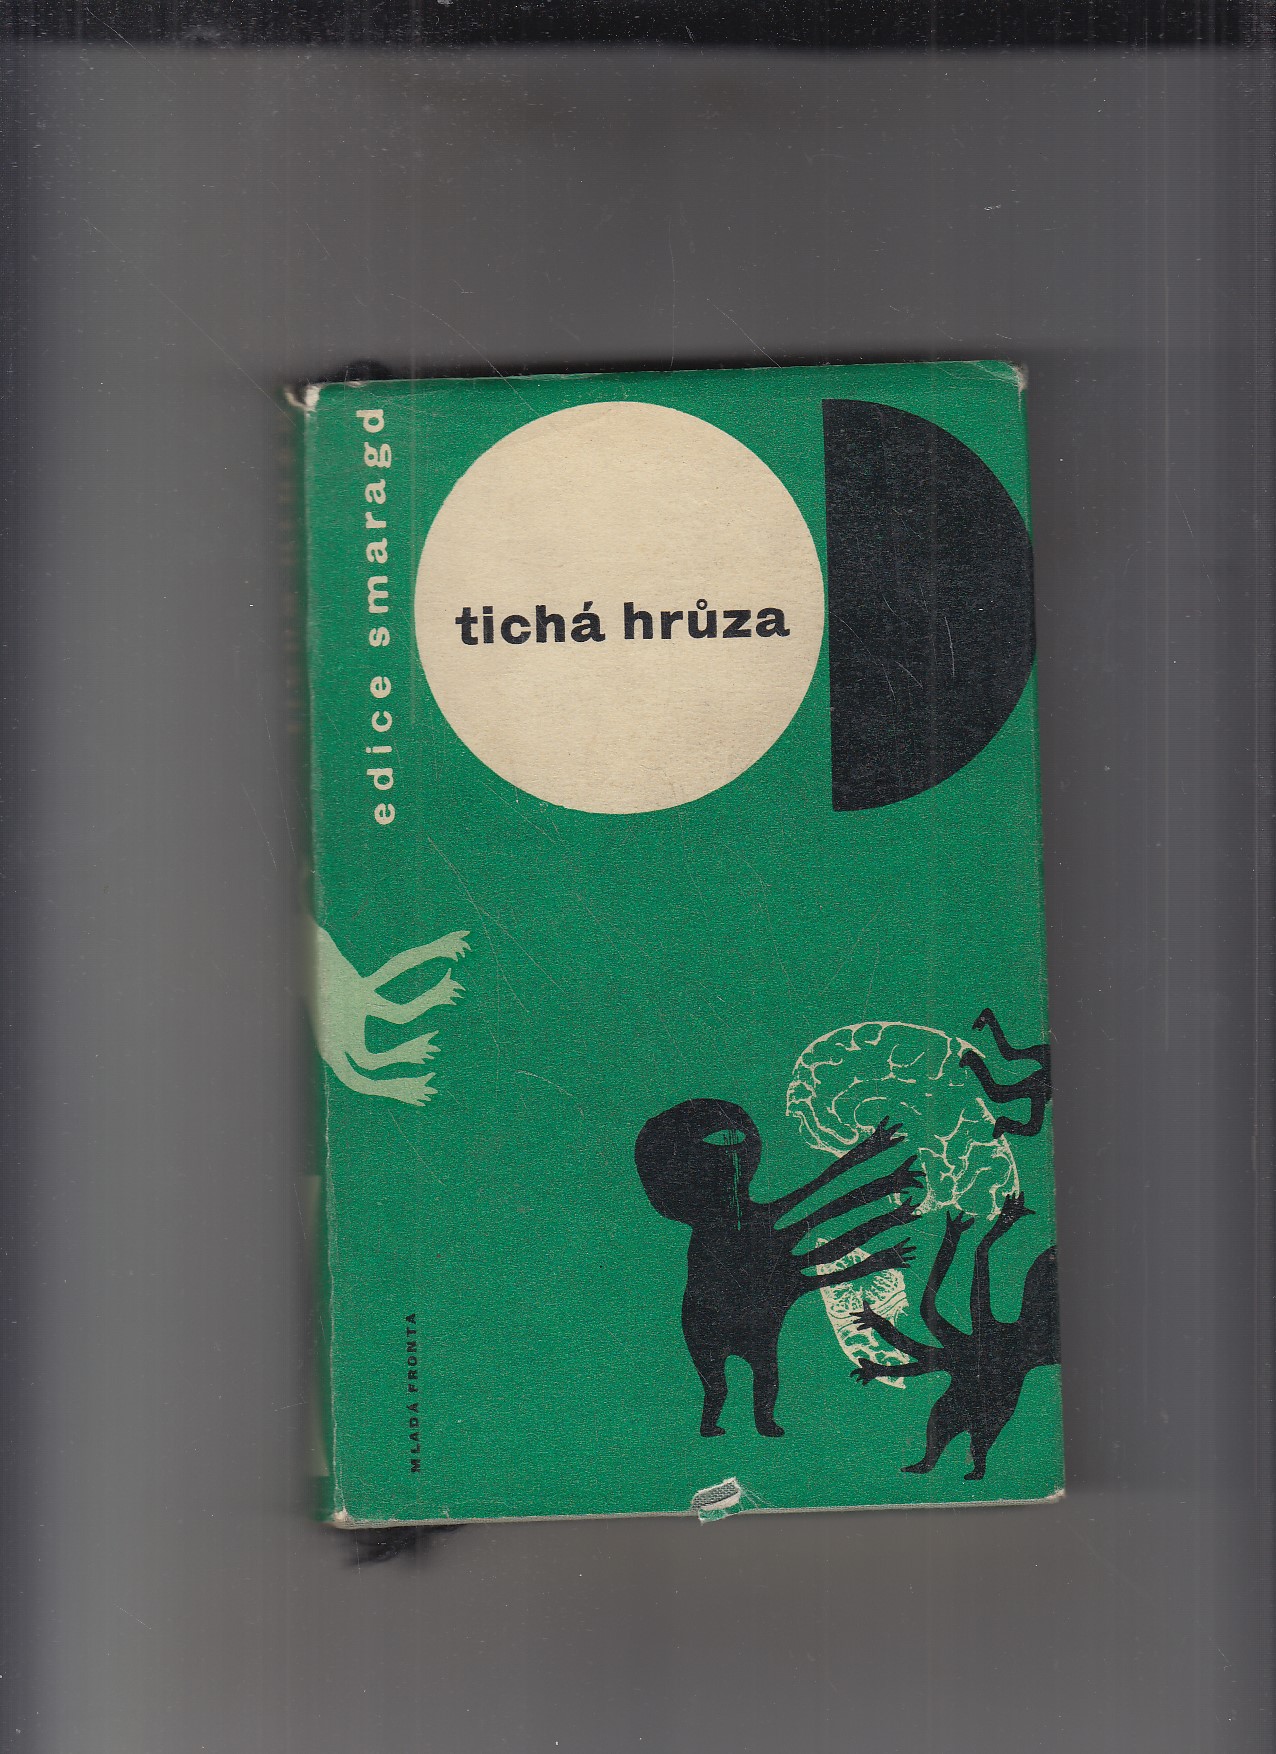 edice smaragd
tichá hrůza
MLADÁ FRONTA